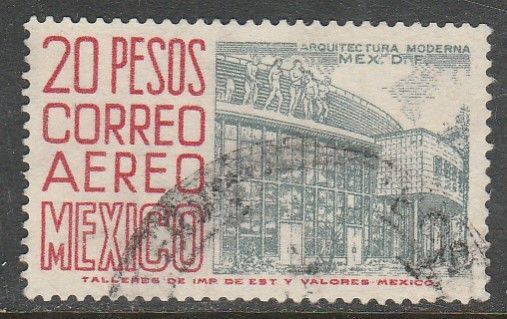 20 PESOS
CORREO
AEREO
MEXICO
ARQUITECTURA MODERNA
MEX. D. F.
TALLERES DE IMP. DE EST. Y VALORES-MEXICO